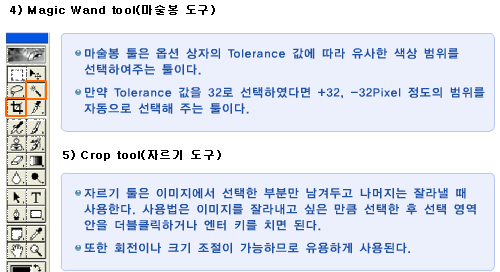 4) Magic Wand tool(마술봉 도구)
마술봉 툴은 옵션 상자의 Tolerance 값에 따라 유사한 색상 범위를
선택하여주는 툴이다.
만약 Tolerance 값을 32로 선택하였다면 +32, -32Pixel 정도의 범위를
자동으로 선택해 주는 툴이다.
5) Crop tool(자르기 도구)
자르기 툴은 이미지에서 선택한 부분만 남겨두고 나머지는 잘라낼 때
사용한다. 사용법은 이미지를 잘라내고 싶은 만큼 선택한 후 선택 영역
안을 더블클릭하거나 엔터 키를 치면 된다.
또한 회전이나 크기 조절이 가능하므로 유용하게 사용된다.